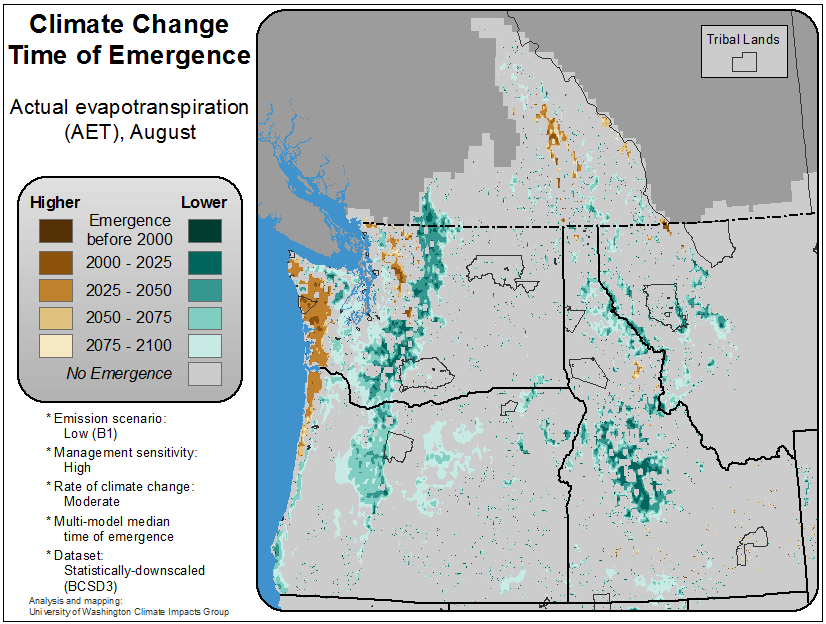 Climate Change
Time of Emergence
Actual evapotranspiration
(AET), August
Higher
Lower
Emergence
before 2000
2000 - 2025
2025 - 2050
2050 - 2075
2075 - 2100
No Emergence
* Emission scenario:
Low (B1)
* Management sensitivity:
High
* Rate of climate change:
Moderate
* Multi-model median
time of emergence
* Dataset:
Statistically-downscaled
(BCSD3)
Analysis and mapping:
University of Washington Climate Impacts Group
Tribal Lands